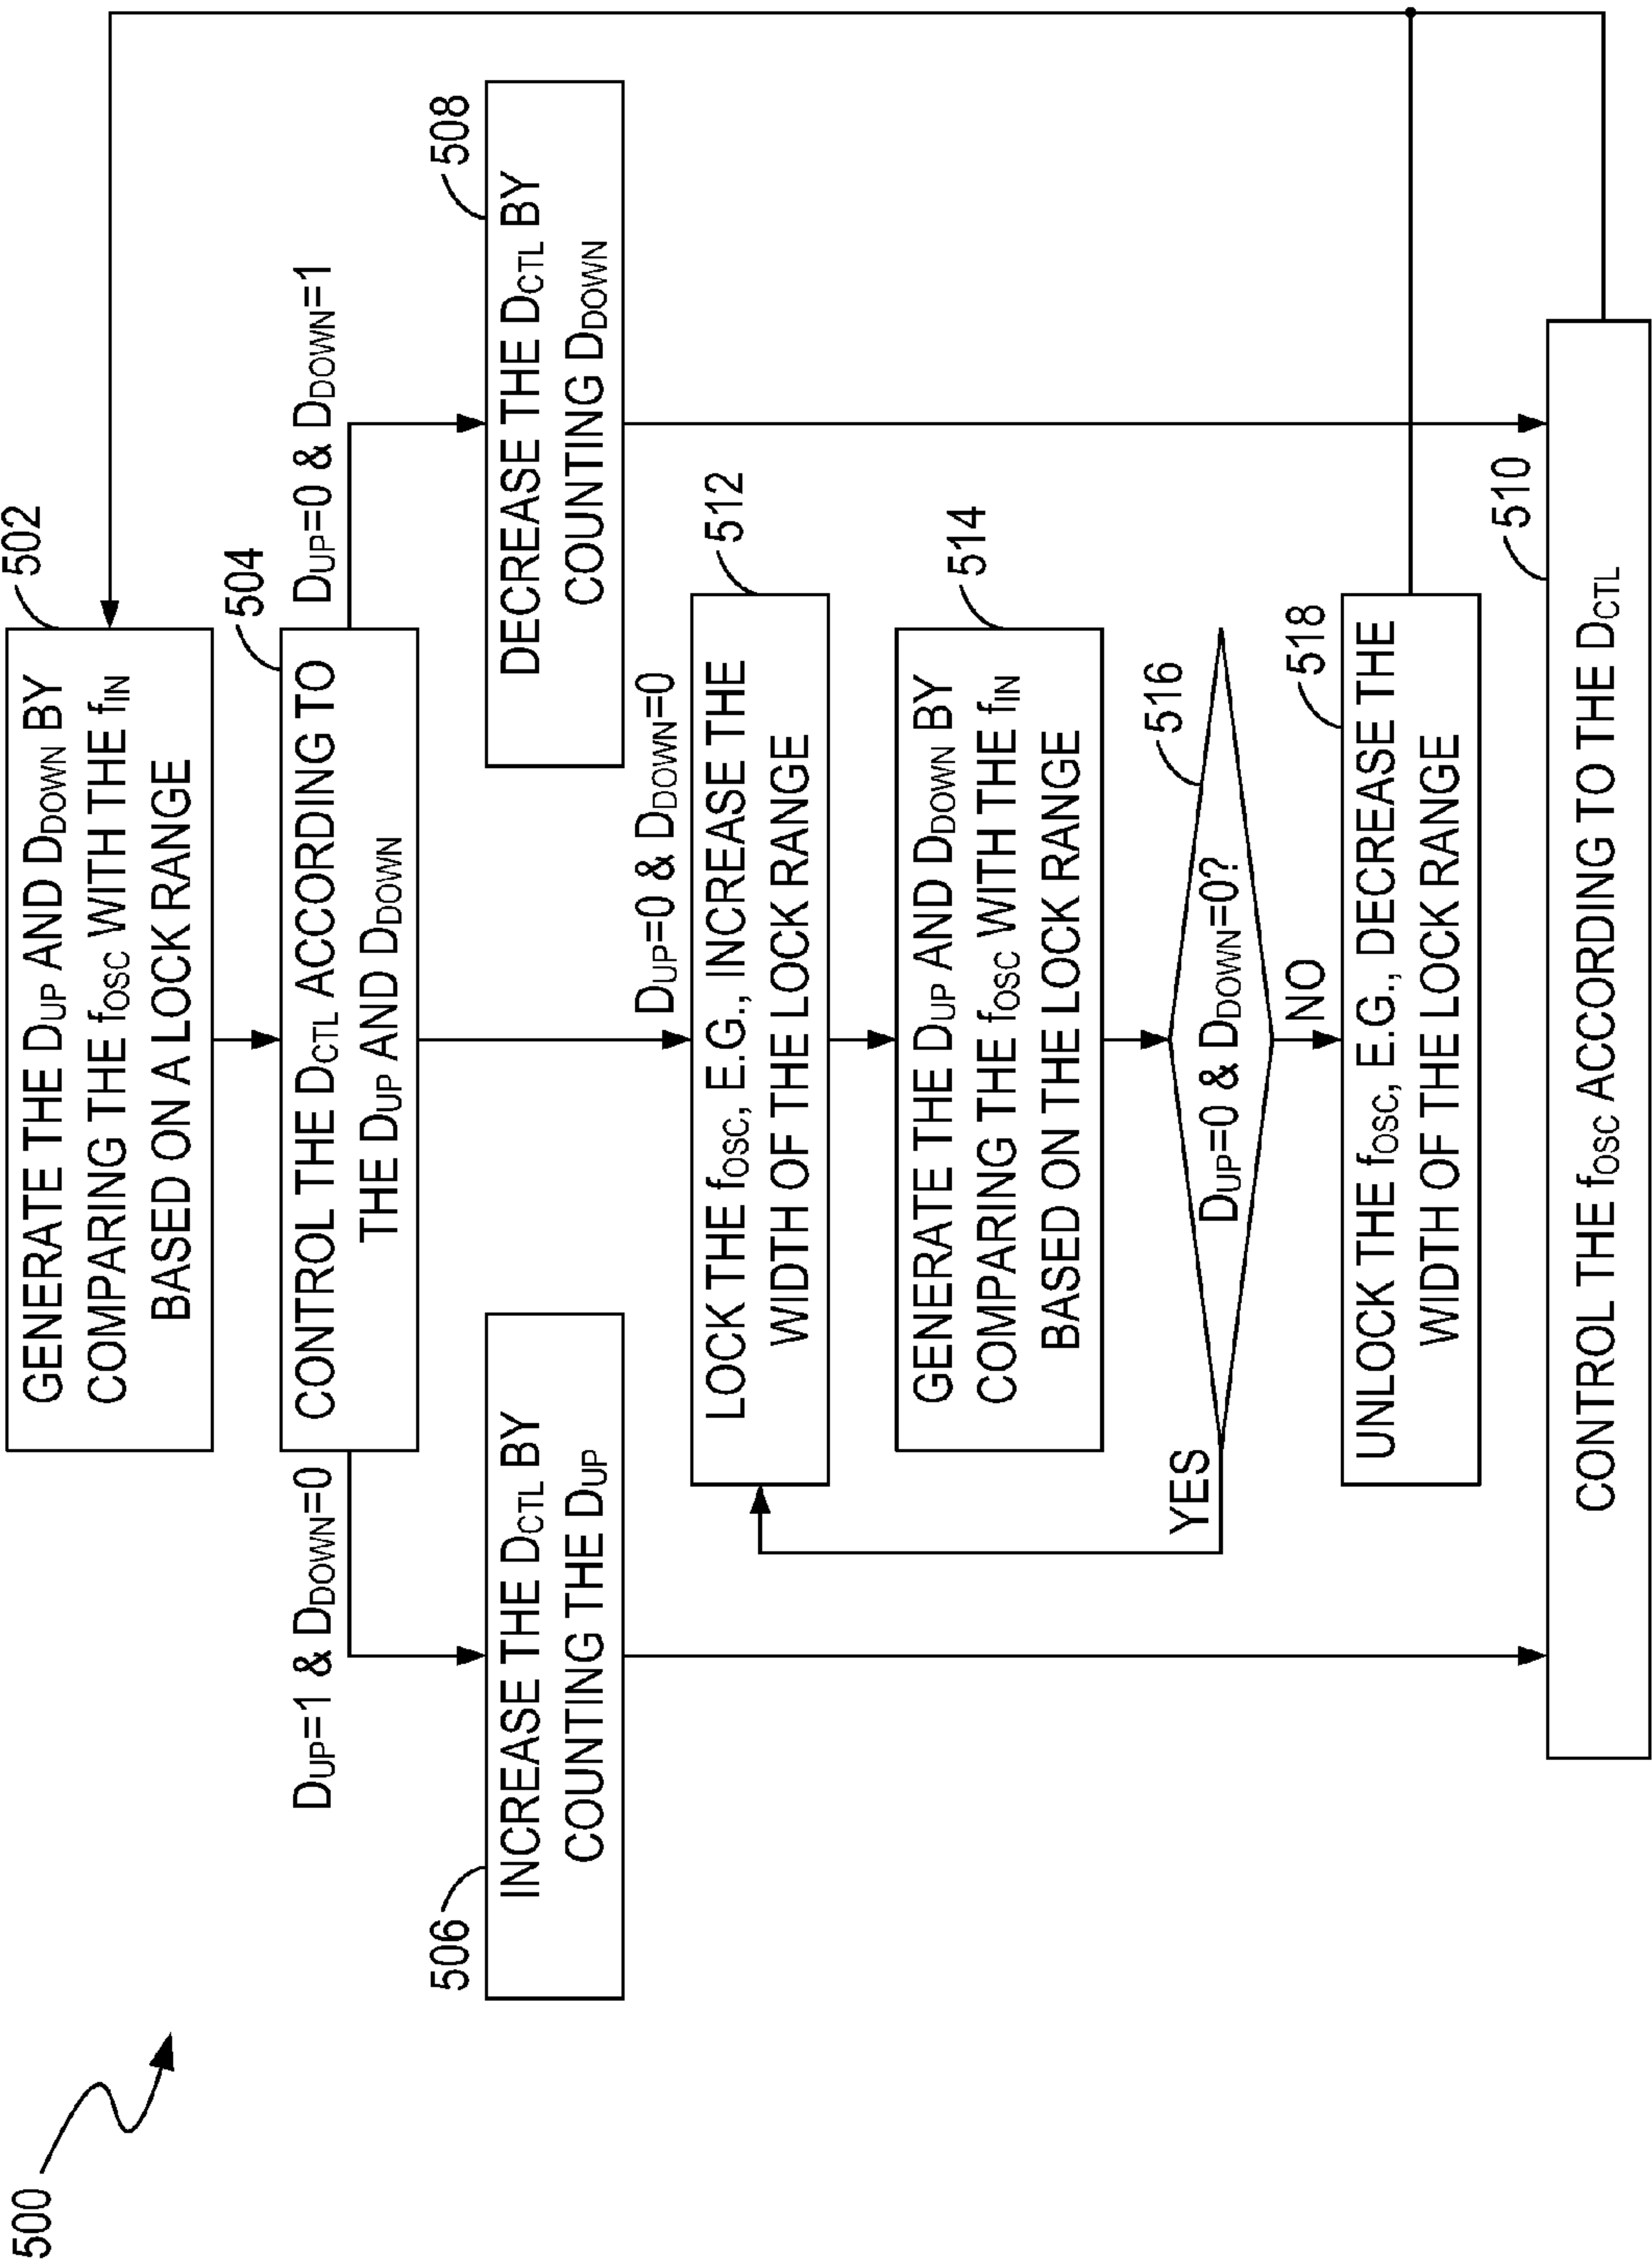 500
502
GENERATE THE DUP AND DDOWN BY
COMPARING THE fOSC WITH THE fIN
BASED ON A LOCK RANGE
504
CONTROL THE DCTL ACCORDING TO
THE DUP AND DDOWN
DUP=1 & DDOWN=0
DUP=0 & DDOWN=1
506
INCREASE THE DCTL BY
COUNTING THE DUP
508
DECREASE THE DCTL BY
COUNTING DDOWN
DUP=0 & DDOWN=0
512
LOCK THE fOSC, E.G., INCREASE THE
WIDTH OF THE LOCK RANGE
514
GENERATE THE DUP AND DDOWN BY
COMPARING THE fOSC WITH THE fIN
BASED ON THE LOCK RANGE
YES
516
DUP=0 & DDOWN=0?
NO
518
UNLOCK THE fOSC, E.G., DECREASE THE
WIDTH OF THE LOCK RANGE
510
CONTROL THE fOSC ACCORDING TO THE DCTL